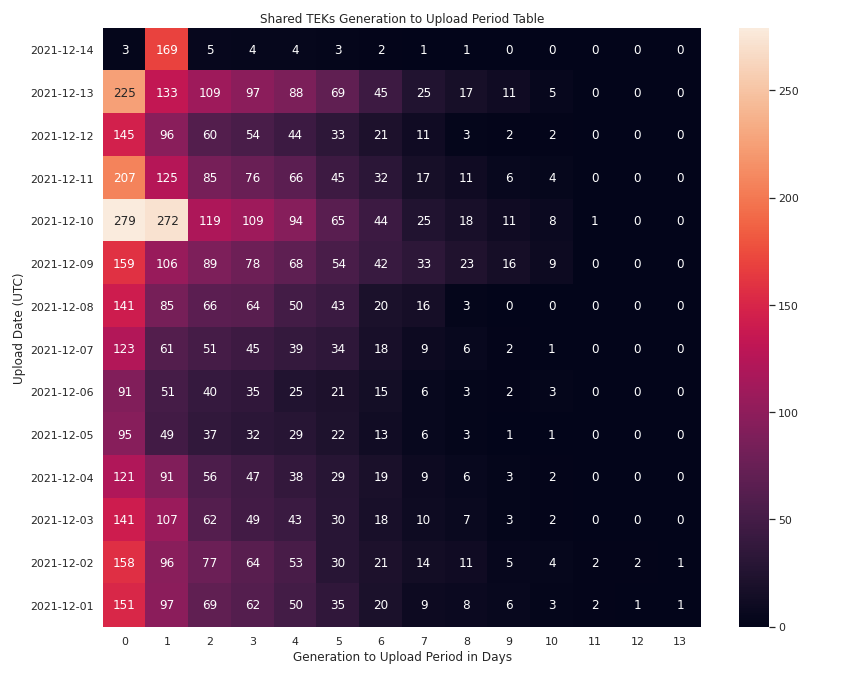 Shared TEKs Generation to Upload Period Table
Upload Date (UTC)
2021-12-14 3 169 5 4 4 3 2 1 1 0 0 0 0 0
2021-12-13 225 133 109 97 88 69 45 25 17 11 5 0 0 0
2021-12-12 145 96 60 54 44 33 21 11 3 2 2 0 0 0
2021-12-11 207 125 85 76 66 45 32 17 11 6 4 0 0 0
2021-12-10 279 272 119 109 94 65 44 25 18 11 8 1 0 0
2021-12-09 159 106 89 78 68 54 42 33 23 16 9 0 0 0
2021-12-08 141 85 66 64 50 43 20 16 3 0 0 0 0 0
2021-12-07 123 61 51 45 39 34 18 9 6 2 1 0 0 0
2021-12-06 91 51 40 35 25 21 15 6 3 2 3 0 0 0
2021-12-05 95 49 37 32 29 22 13 6 3 1 1 0 0 0
2021-12-04 121 91 56 47 38 29 19 9 6 3 2 0 0 0
2021-12-03 141 107 62 49 43 30 18 10 7 3 2 0 0 0
2021-12-02 158 96 77 64 53 30 21 14 11 5 4 2 2 1
2021-12-01 151 97 69 62 50 35 20 9 8 6 3 2 1 1
0 1 2 3 4 5 6 7 8 9 10 11 12 13
Generation to Upload Period in Days
250
200
150
100
50
0